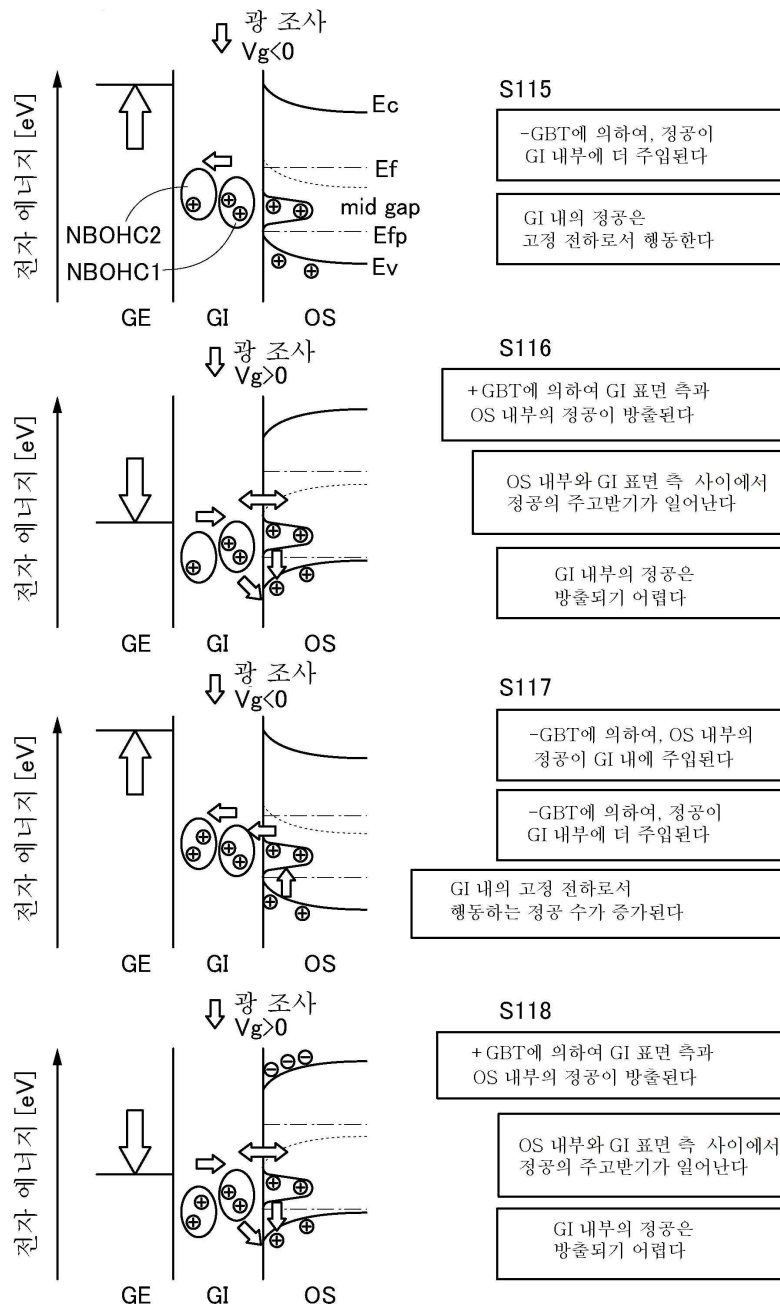 광 조사
Vg<0
전자 에너지 [eV]
Ec
Ef
mid gap
Efp
Ev
NBOHC2
NBOHC1
GE GI OS
S115
-GBT에 의하여, 정공이
GI 내부에 더 주입된다
GI 내의 정공은
고정 전하로서 행동한다
광 조사
Vg>0
전자 에너지 [eV]
GE GI OS
S116
+GBT에 의하여 GI 표면 측과
OS 내부의 정공이 방출된다
OS 내부와 GI 표면 측 사이에서
정공의 주고받기가 일어난다
GI 내부의 정공은
방출되기 어렵다
광 조사
Vg<0
전자 에너지 [eV]
GE GI OS
S117
-GBT에 의하여, OS 내부의
정공이 GI 내에 주입된다
-GBT에 의하여, 정공이
GI 내부에 더 주입된다
GI 내의 고정 전하로서
행동하는 정공 수가 증가된다
광 조사
Vg>0
전자 에너지 [eV]
GE GI OS
S118
+GBT에 의하여 GI 표면 측과
OS 내부의 정공이 방출된다
OS 내부와 GI 표면 측 사이에서
정공의 주고받기가 일어난다
GI 내부의 정공은
방출되기 어렵다